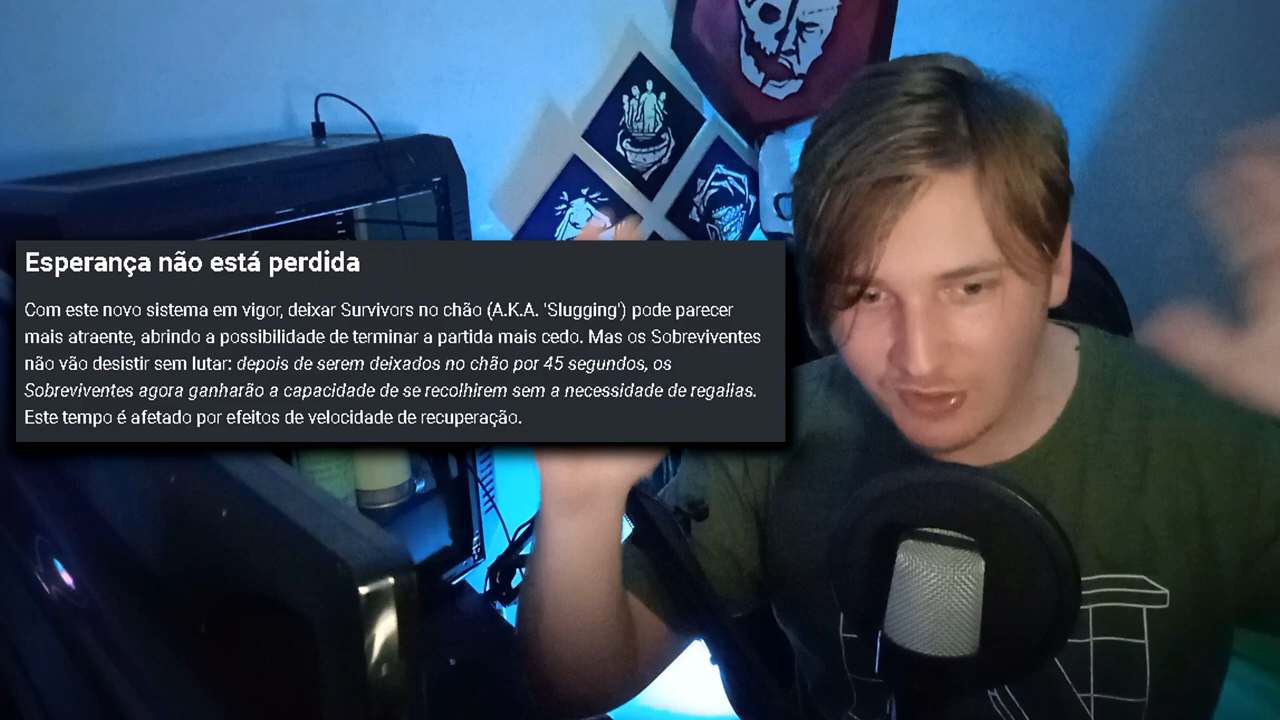 Esperança não está perdida
Com este novo sistema em vigor, deixar Survivors no chão (A.K.A. 'Slugging') pode parecer
mais atraente, abrindo a possibilidade de terminar a partida mais cedo. Mas os Sobreviventes
não vão desistir sem lutar: depois de serem deixados no chão por 45 segundos, os
Sobreviventes agora ganharão a capacidade de se recolhirem sem a necessidade de regalias.
Este tempo é afetado por efeitos de velocidade de recuperação.